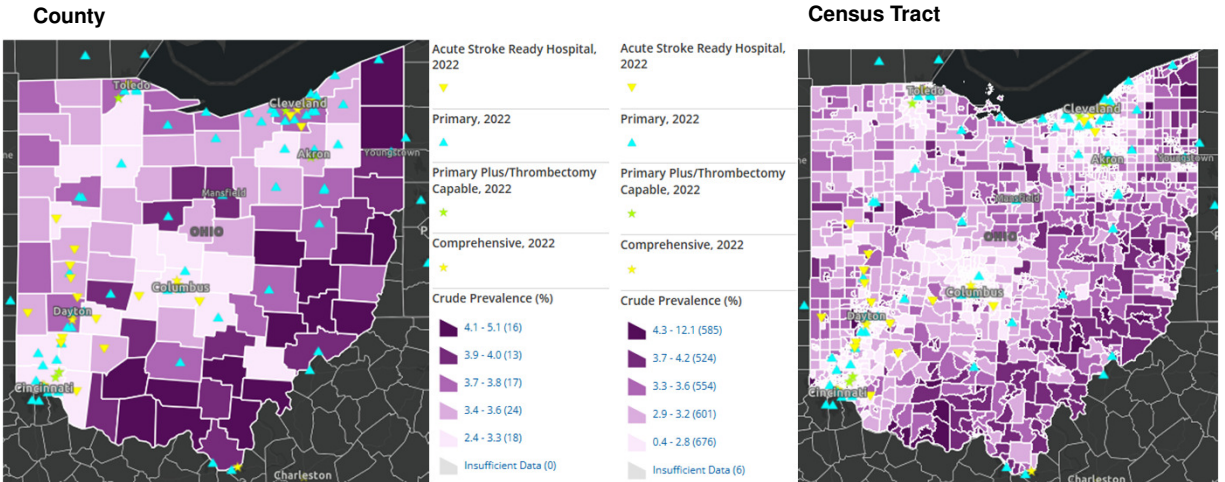 County
Census Tract
Toledo
Cleveland
Akron
Youngstown
ne
Mansfield
OHIO
P
Columbus
Dayton
Cincinnati
Charleston
Acute Stroke Ready Hospital,
2022
Primary, 2022
Primary Plus/Thrombectomy
Capable, 2022
Comprehensive, 2022
Crude Prevalence (%)
4.1 - 5.1 (16)
3.9 - 4.0 (13)
3.7 - 3.8 (17)
3.4 - 3.6 (24)
2.4 - 3.3 (18)
Insufficient Data (0)
Acute Stroke Ready Hospital,
2022
Primary, 2022
Primary Plus/Thrombectomy
Capable, 2022
Comprehensive, 2022
Crude Prevalence (%)
4.3 - 12.1 (585)
3.7 - 4.2 (524)
3.3 - 3.6 (554)
2.9 - 3.2 (601)
0.4 - 2.8 (676)
Insufficient Data (6)
Toledo
Cleveland
Akron
Youngstown
ne
Mansfield
OHIO
P
Columbus
Dayton
Cincinnati
Charleston